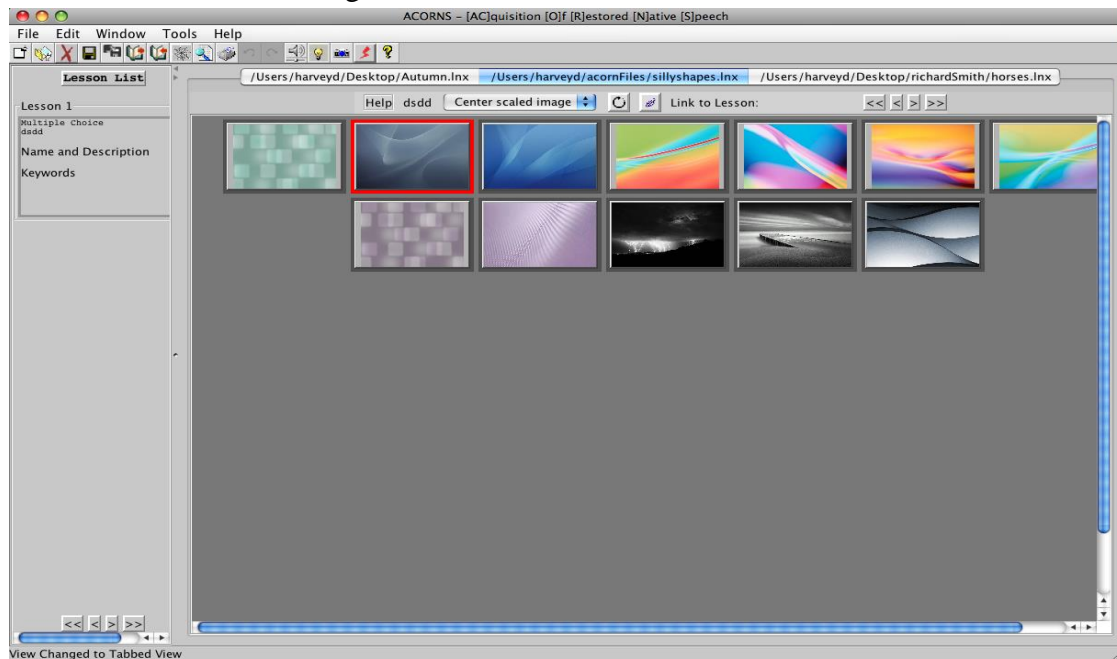 ACORNS – [AC]quisition [O]f [R]estored [N]ative [S]peech
File Edit Window Tools Help
Lesson List
/Users/harveyd/Desktop/Autumn.lnx /Users/harveyd/acornFiles/sillyshapes.lnx /Users/harveyd/Desktop/richardSmith/horses.lnx
Help dsdd Center scaled image Link to Lesson: << < > >>
Lesson 1
Multiple Choice
dsdd
Name and Description
Keywords
<< < > >>
View Changed to Tabbed View